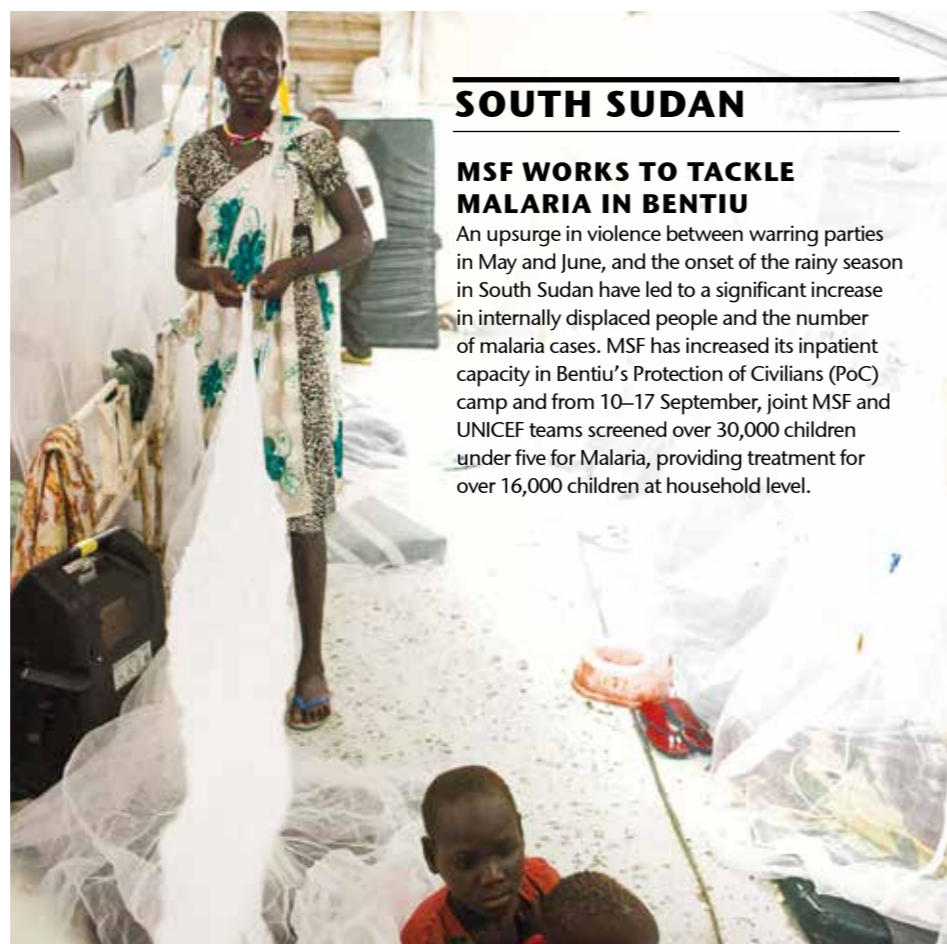 SOUTH SUDAN
MSF WORKS TO TACKLE
MALARIA IN BENTIU
An upsurge in violence between warring parties
in May and June, and the onset of the rainy season
in South Sudan have led to a significant increase
in internally displaced people and the number
of malaria cases. MSF has increased its inpatient
capacity in Bentiu’s Protection of Civilians (PoC)
camp and from 10–17 September, joint MSF and
UNICEF teams screened over 30,000 children
under five for Malaria, providing treatment for
over 16,000 children at household level.